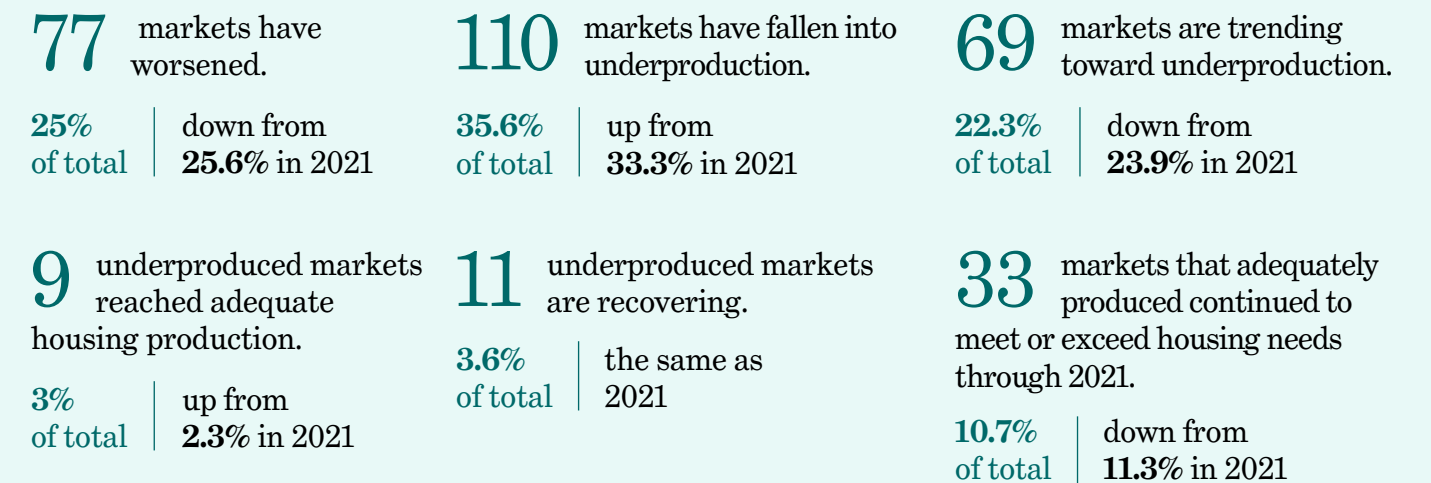 77 markets have
worsened.
25%
of total
down from
25.6% in 2021
110 markets have fallen into
underproduction.
35.6%
of total
up from
33.3% in 2021
69 markets are trending
toward underproduction.
22.3%
of total
down from
23.9% in 2021
9 underproduced markets
reached adequate
housing production.
3%
of total
up from
2.3% in 2021
11 underproduced markets
are recovering.
3.6%
of total
the same as
2021
33 markets that adequately
produced continued to
meet or exceed housing needs
through 2021.
10.7%
of total
down from
11.3% in 2021